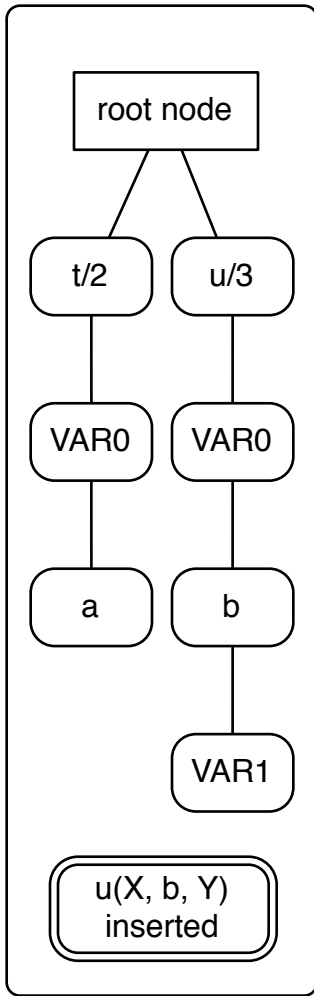 root node
t/2
u/3
VAR0
VAR0
a
b
VAR1
u(X, b, Y)
inserted